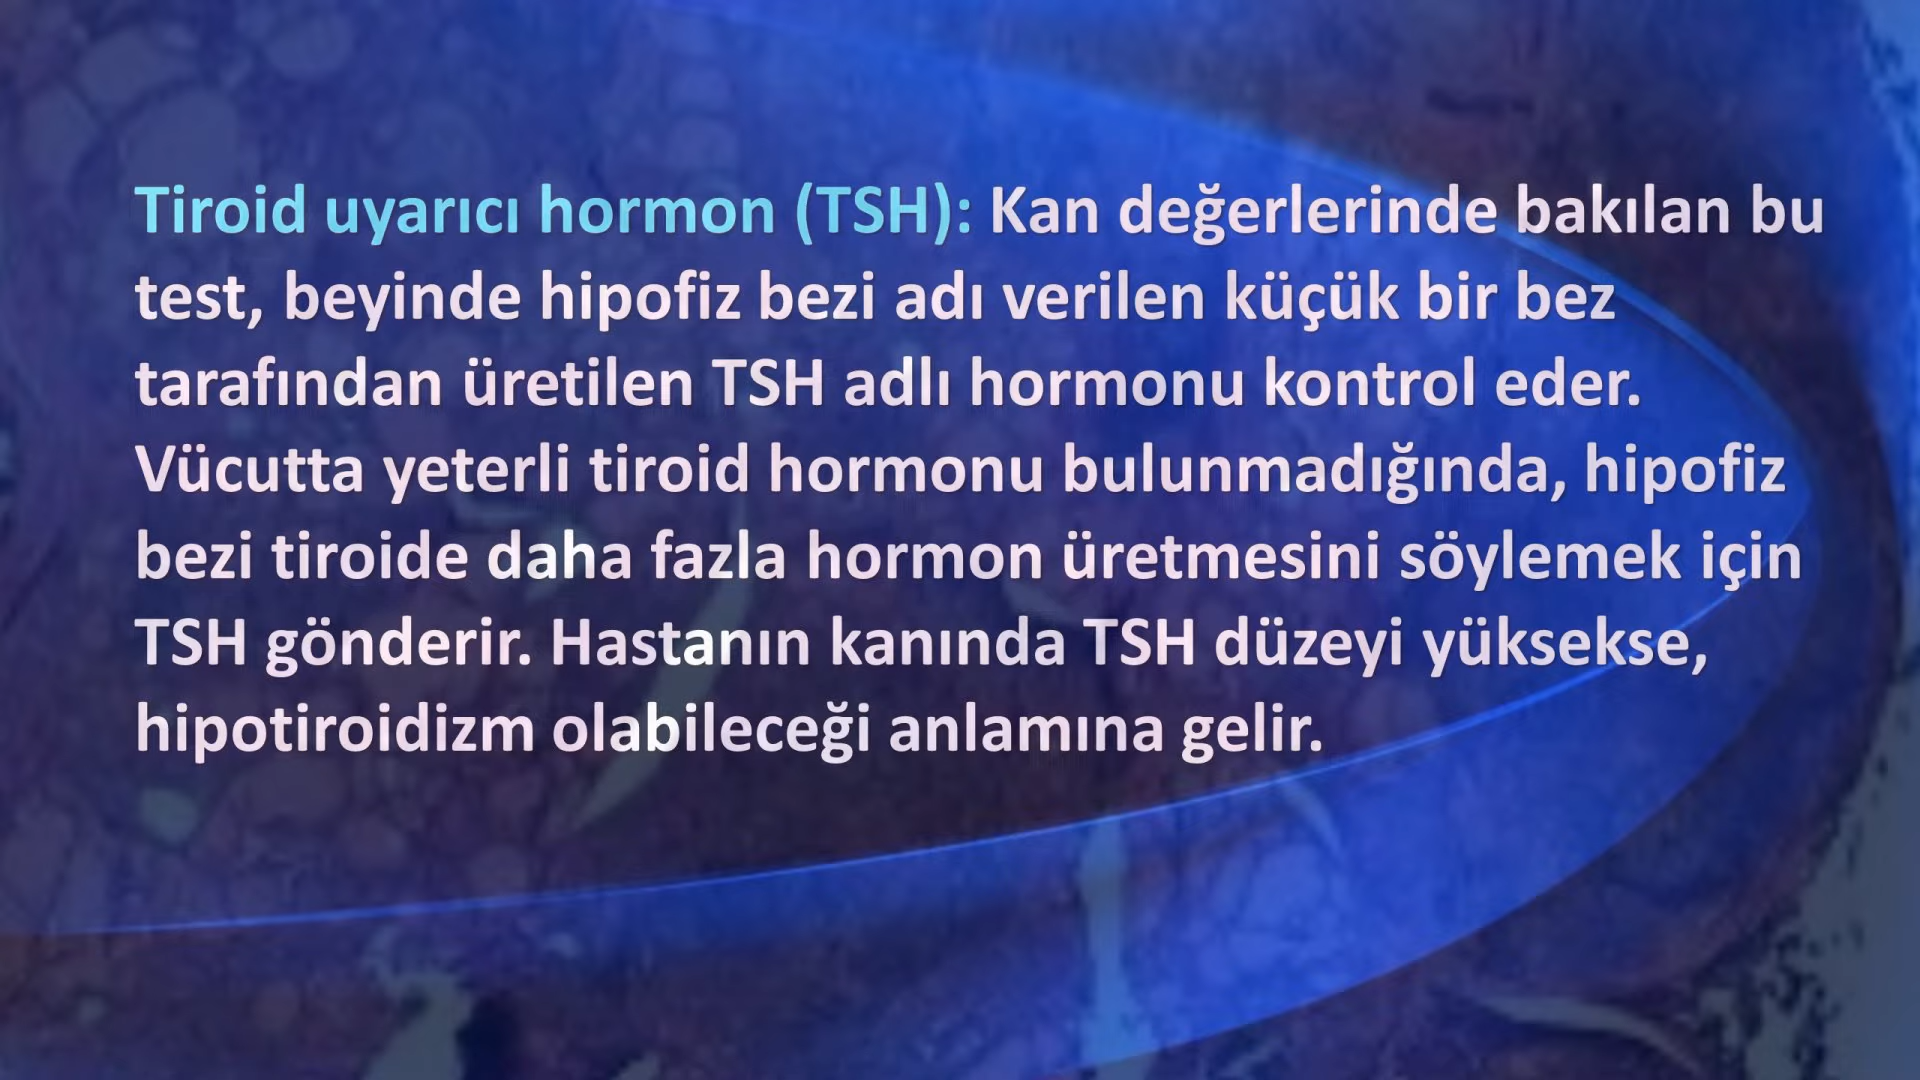 Tiroid uyarıcı hormon (TSH): Kan değerlerinde bakılan bu
test, beyinde hipofiz bezi adı verilen küçük bir bez
tarafından üretilen TSH adlı hormonu kontrol eder.
Vücutta yeterli tiroid hormonu bulunmadığında, hipofiz
bezi tiroide daha fazla hormon üretmesini söylemek için
TSH gönderir. Hastanın kanında TSH düzeyi yüksekse,
hipotiroidizm olabileceği anlamına gelir.